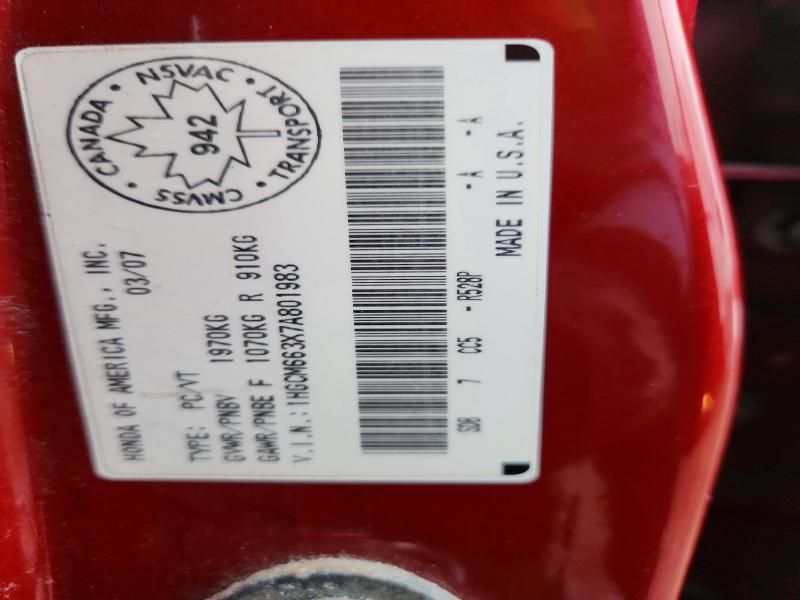 HONDA OF AMERICA MFG., INC.
03/07
TYPE: PC/VT
GVWR/PNBV 1970KG
GAWR/PNBE F 1070KG R 910KG
V.I.N.: 1HGCM663X7A801983
CANADA • NSVAC • TRANSPORT • CMVSS •
942
SDB 7 CC5 - R528P -A -A
MADE IN U.S.A.